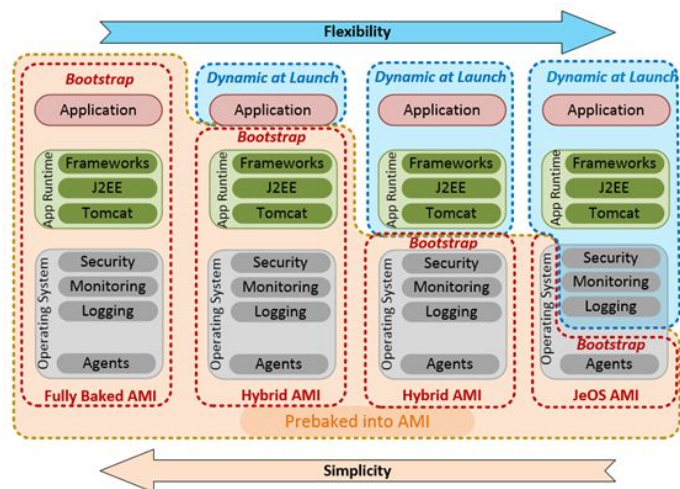 Flexibility
Bootstrap
Dynamic at Launch
Dynamic at Launch
Dynamic at Launch
Application
Application
Application
Application
Bootstrap
App Runtime
Frameworks
J2EE
Tomcat
App Runtime
Frameworks
J2EE
Tomcat
App Runtime
Frameworks
J2EE
Tomcat
App Runtime
Frameworks
J2EE
Tomcat
Bootstrap
Operating System
Security
Monitoring
Logging
Agents
Operating System
Security
Monitoring
Logging
Agents
Operating System
Security
Monitoring
Logging
Agents
Operating System
Security
Monitoring
Logging
Bootstrap
Agents
Fully Baked AMI
Hybrid AMI
Hybrid AMI
JeOS AMI
Prebaked into AMI
Simplicity